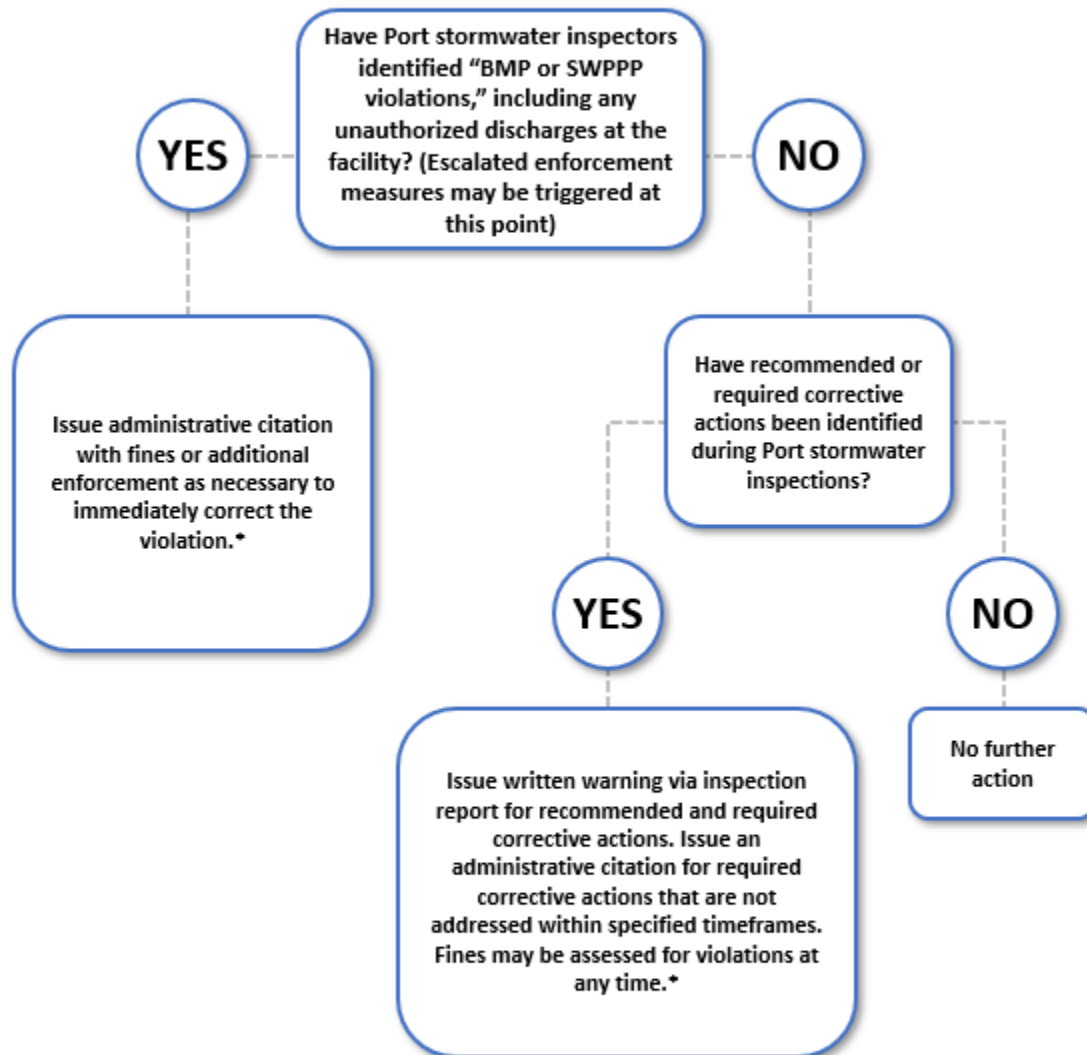 Have Port stormwater inspectors
identified “BMP or SWPPP
violations,” including any
unauthorized discharges at the
facility? (Escalated enforcement
measures may be triggered at
this point)
YES
NO
Issue administrative citation
with fines or additional
enforcement as necessary to
immediately correct the
violation.*
Have recommended or
required corrective
actions been identified
during Port stormwater
inspections?
YES
NO
Issue written warning via inspection
report for recommended and required
corrective actions. Issue an
administrative citation for required
corrective actions that are not
addressed within specified timeframes.
Fines may be assessed for violations at
any time.*
No further
action